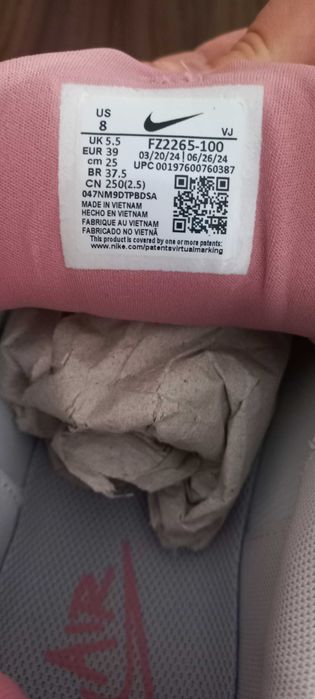 US
8
VJ
UK 5.5
EUR 39
cm 25
BR 37.5
CN 250(2.5)
FZ2265-100
03/20/24 | 06/26/24
UPC 00197600760387
047NM9DTPBDSA
MADE IN VIETNAM
HECHO EN VIETNAM
FABRIQUE AU VIETNAM
FABRICADO NO VIETNÃ
This product is covered by one or more patents:
www.nike.com/patentsvirtualmarking
AIR